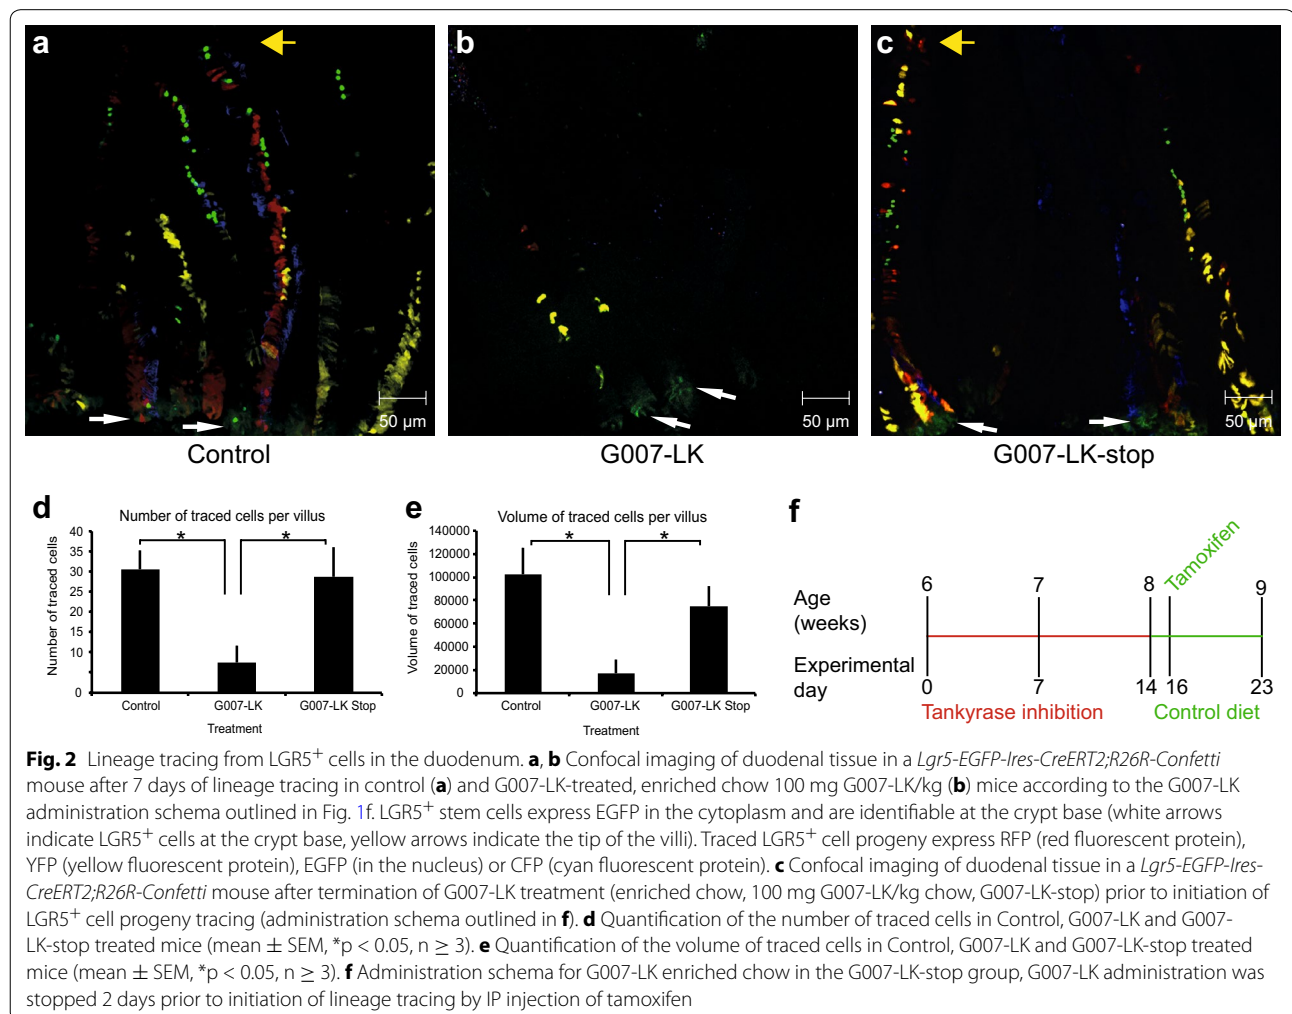 a
b
c
50 µm
50 µm
50 µm
Control
G007-LK
G007-LK-stop
d
Number of traced cells per villus
Number of traced cells
40
35
30
25
20
15
10
5
0
*
*
Control
G007-LK
G007-LK Stop
Treatment
e
Volume of traced cells per villus
Volume of traced cells
140000
120000
100000
80000
60000
40000
20000
0
*
*
Control
G007-LK
G007-LK Stop
Treatment
f
Tamoxifen
6 7 8 9
Age
(weeks)
Experimental
day
0 7 14 16 23
Tankyrase inhibition
Control diet
Fig. 2 Lineage tracing from LGR5+ cells in the duodenum. a, b Confocal imaging of duodenal tissue in a Lgr5-EGFP-Ires-CreERT2;R26R-Confetti
mouse after 7 days of lineage tracing in control (a) and G007-LK-treated, enriched chow 100 mg G007-LK/kg (b) mice according to the G007-LK
administration schema outlined in Fig. 1f. LGR5+ stem cells express EGFP in the cytoplasm and are identifiable at the crypt base (white arrows
indicate LGR5+ cells at the crypt base, yellow arrows indicate the tip of the villi). Traced LGR5+ cell progeny express RFP (red fluorescent protein),
YFP (yellow fluorescent protein), EGFP (in the nucleus) or CFP (cyan fluorescent protein). c Confocal imaging of duodenal tissue in a Lgr5-EGFP-Ires-
CreERT2;R26R-Confetti mouse after termination of G007-LK treatment (enriched chow, 100 mg G007-LK/kg chow, G007-LK-stop) prior to initiation of
LGR5+ cell progeny tracing (administration schema outlined in f). d Quantification of the number of traced cells in Control, G007-LK and G007-
LK-stop treated mice (mean ± SEM, *p < 0.05, n ≥ 3). e Quantification of the volume of traced cells in Control, G007-LK and G007-LK-stop treated
mice (mean ± SEM, *p < 0.05, n ≥ 3). f Administration schema for G007-LK enriched chow in the G007-LK-stop group, G007-LK administration was
stopped 2 days prior to initiation of lineage tracing by IP injection of tamoxifen